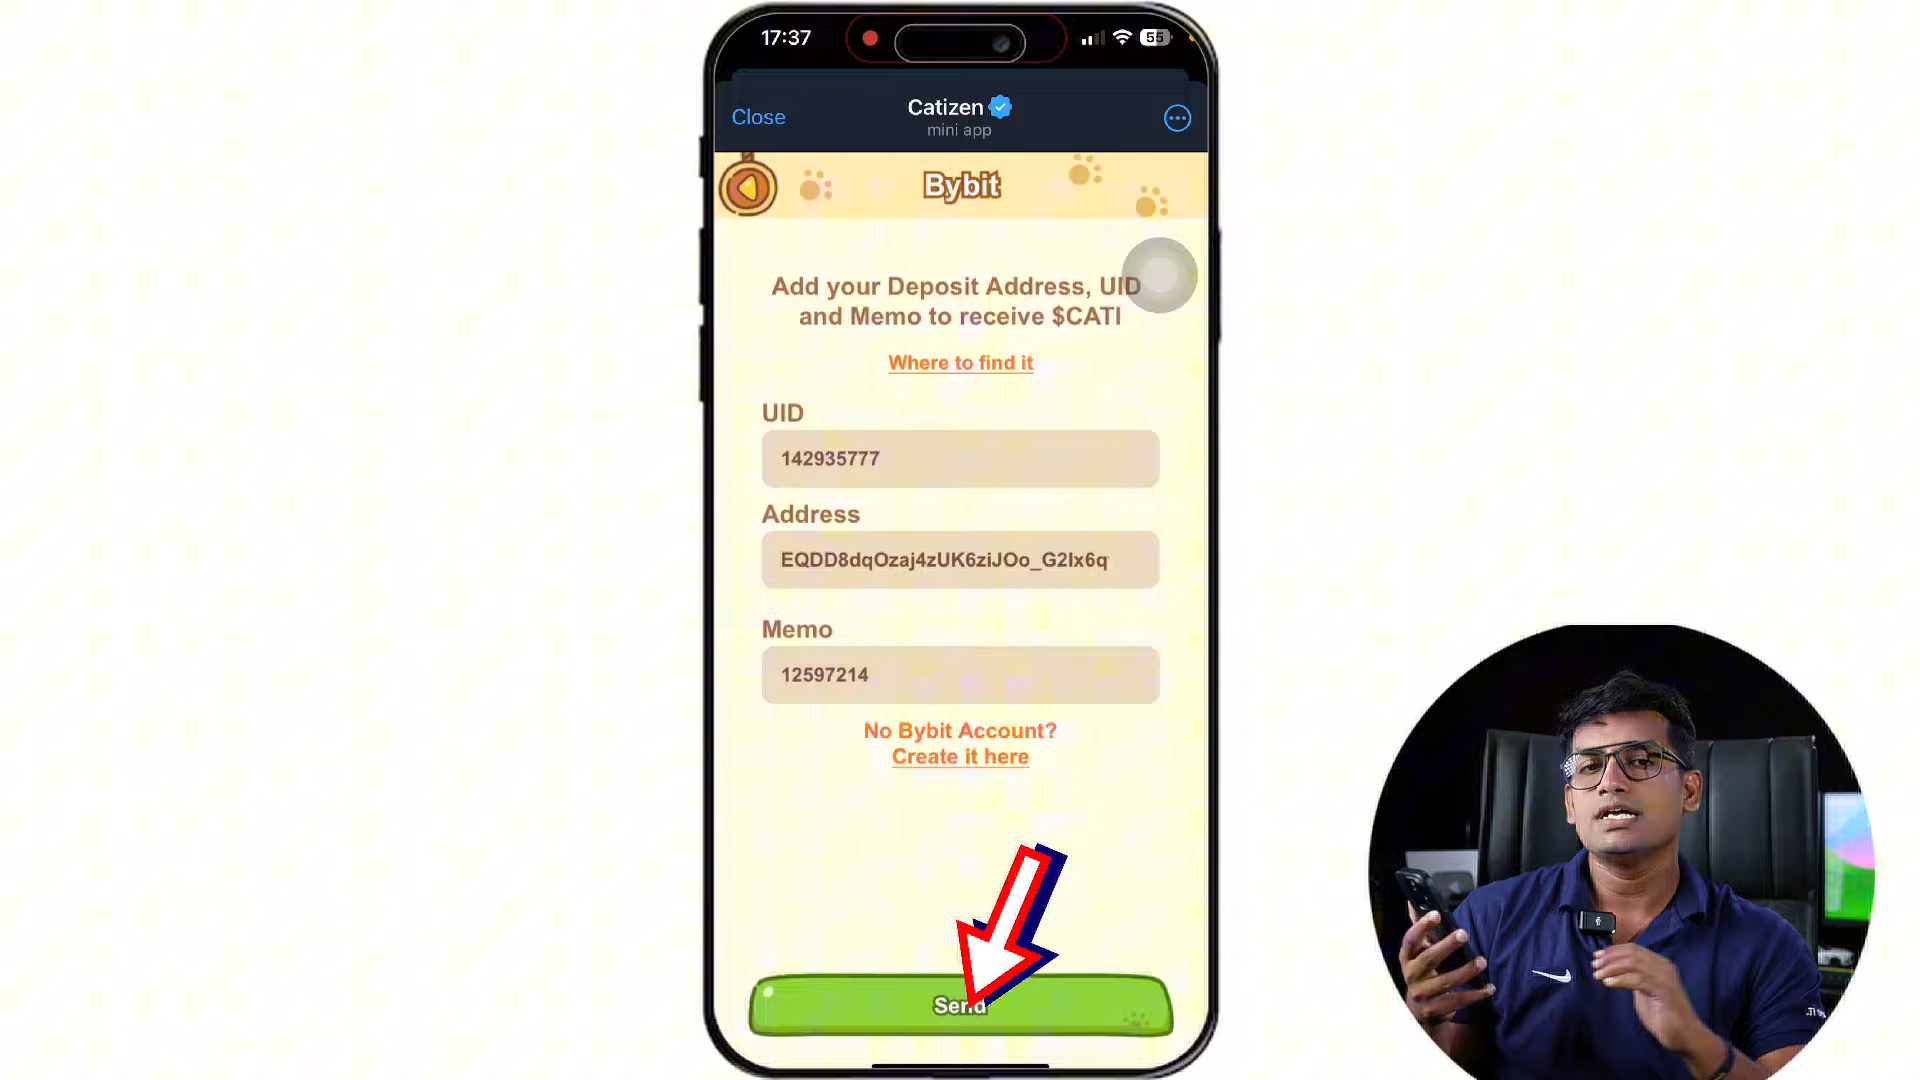 17:37
55
Close
Catizen
mini app
Bybit
Add your Deposit Address, UID
and Memo to receive $CATI
Where to find it
UID
142935777
Address
EQDD8dqOzaj4zUK6ziJOo_G2Ix6q
Memo
12597214
No Bybit Account?
Create it here
Send